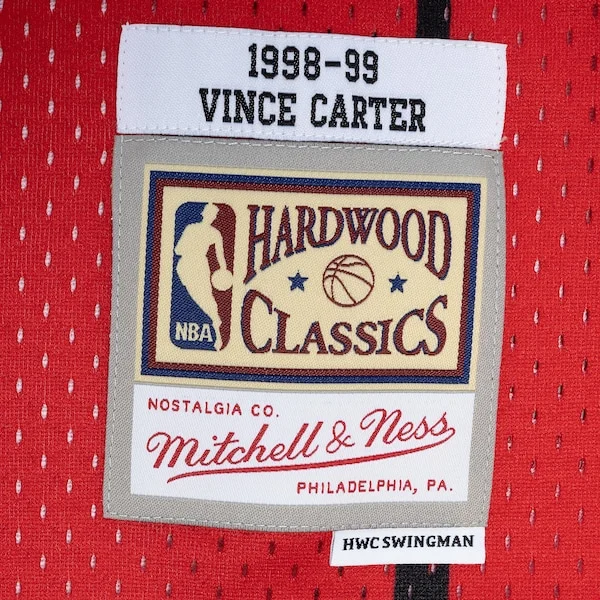 1998-99
VINCE CARTER
HARDWOOD
CLASSICS
NBA
NOSTALGIA CO.
Mitchell & Ness
PHILADELPHIA, PA.
HWC SWINGMAN